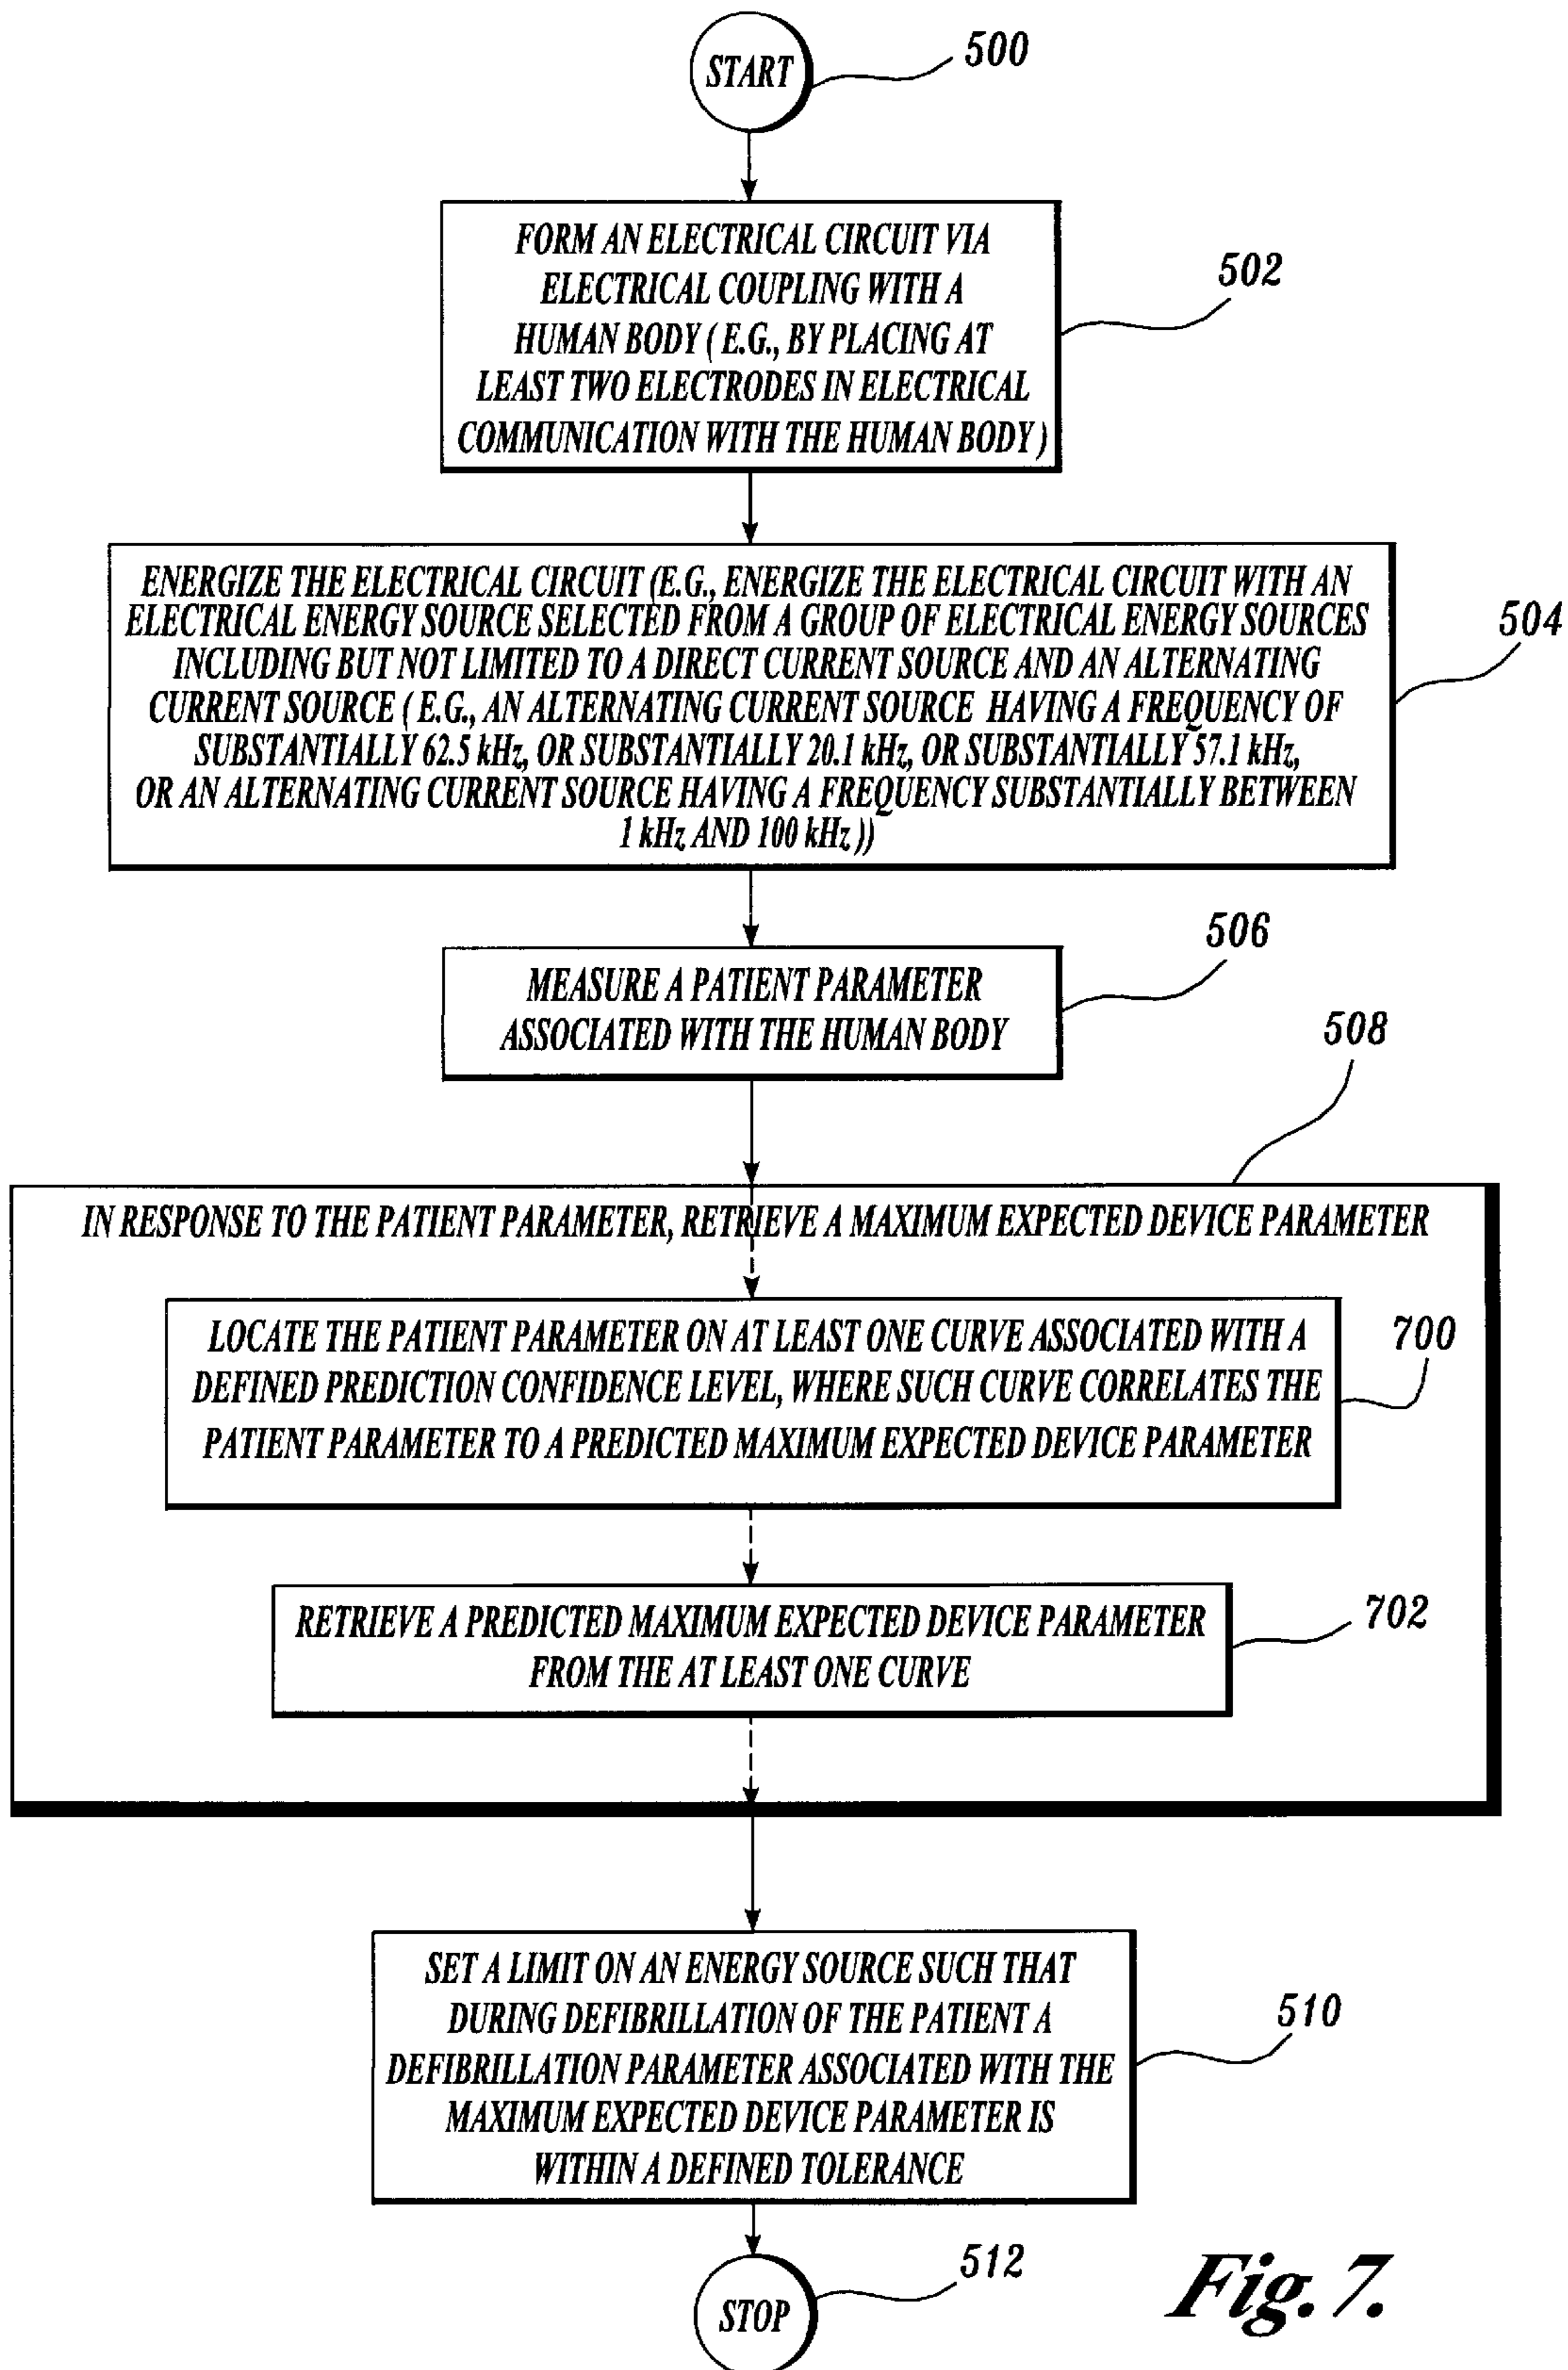 START
500
FORM AN ELECTRICAL CIRCUIT VIA
ELECTRICAL COUPLING WITH A
HUMAN BODY ( E.G., BY PLACING AT
LEAST TWO ELECTRODES IN ELECTRICAL
COMMUNICATION WITH THE HUMAN BODY )
502
ENERGIZE THE ELECTRICAL CIRCUIT (E.G., ENERGIZE THE ELECTRICAL CIRCUIT WITH AN
ELECTRICAL ENERGY SOURCE SELECTED FROM A GROUP OF ELECTRICAL ENERGY SOURCES
INCLUDING BUT NOT LIMITED TO A DIRECT CURRENT SOURCE AND AN ALTERNATING
CURRENT SOURCE ( E.G., AN ALTERNATING CURRENT SOURCE HAVING A FREQUENCY OF
SUBSTANTIALLY 62.5 kHz, OR SUBSTANTIALLY 20.1 kHz, OR SUBSTANTIALLY 57.1 kHz,
OR AN ALTERNATING CURRENT SOURCE HAVING A FREQUENCY SUBSTANTIALLY BETWEEN
1 kHz AND 100 kHz ))
504
MEASURE A PATIENT PARAMETER
ASSOCIATED WITH THE HUMAN BODY
506
508
IN RESPONSE TO THE PATIENT PARAMETER, RETRIEVE A MAXIMUM EXPECTED DEVICE PARAMETER
LOCATE THE PATIENT PARAMETER ON AT LEAST ONE CURVE ASSOCIATED WITH A
DEFINED PREDICTION CONFIDENCE LEVEL, WHERE SUCH CURVE CORRELATES THE
PATIENT PARAMETER TO A PREDICTED MAXIMUM EXPECTED DEVICE PARAMETER
700
RETRIEVE A PREDICTED MAXIMUM EXPECTED DEVICE PARAMETER
FROM THE AT LEAST ONE CURVE
702
SET A LIMIT ON AN ENERGY SOURCE SUCH THAT
DURING DEFIBRILLATION OF THE PATIENT A
DEFIBRILLATION PARAMETER ASSOCIATED WITH THE
MAXIMUM EXPECTED DEVICE PARAMETER IS
WITHIN A DEFINED TOLERANCE
510
STOP
512
Fig. 7.